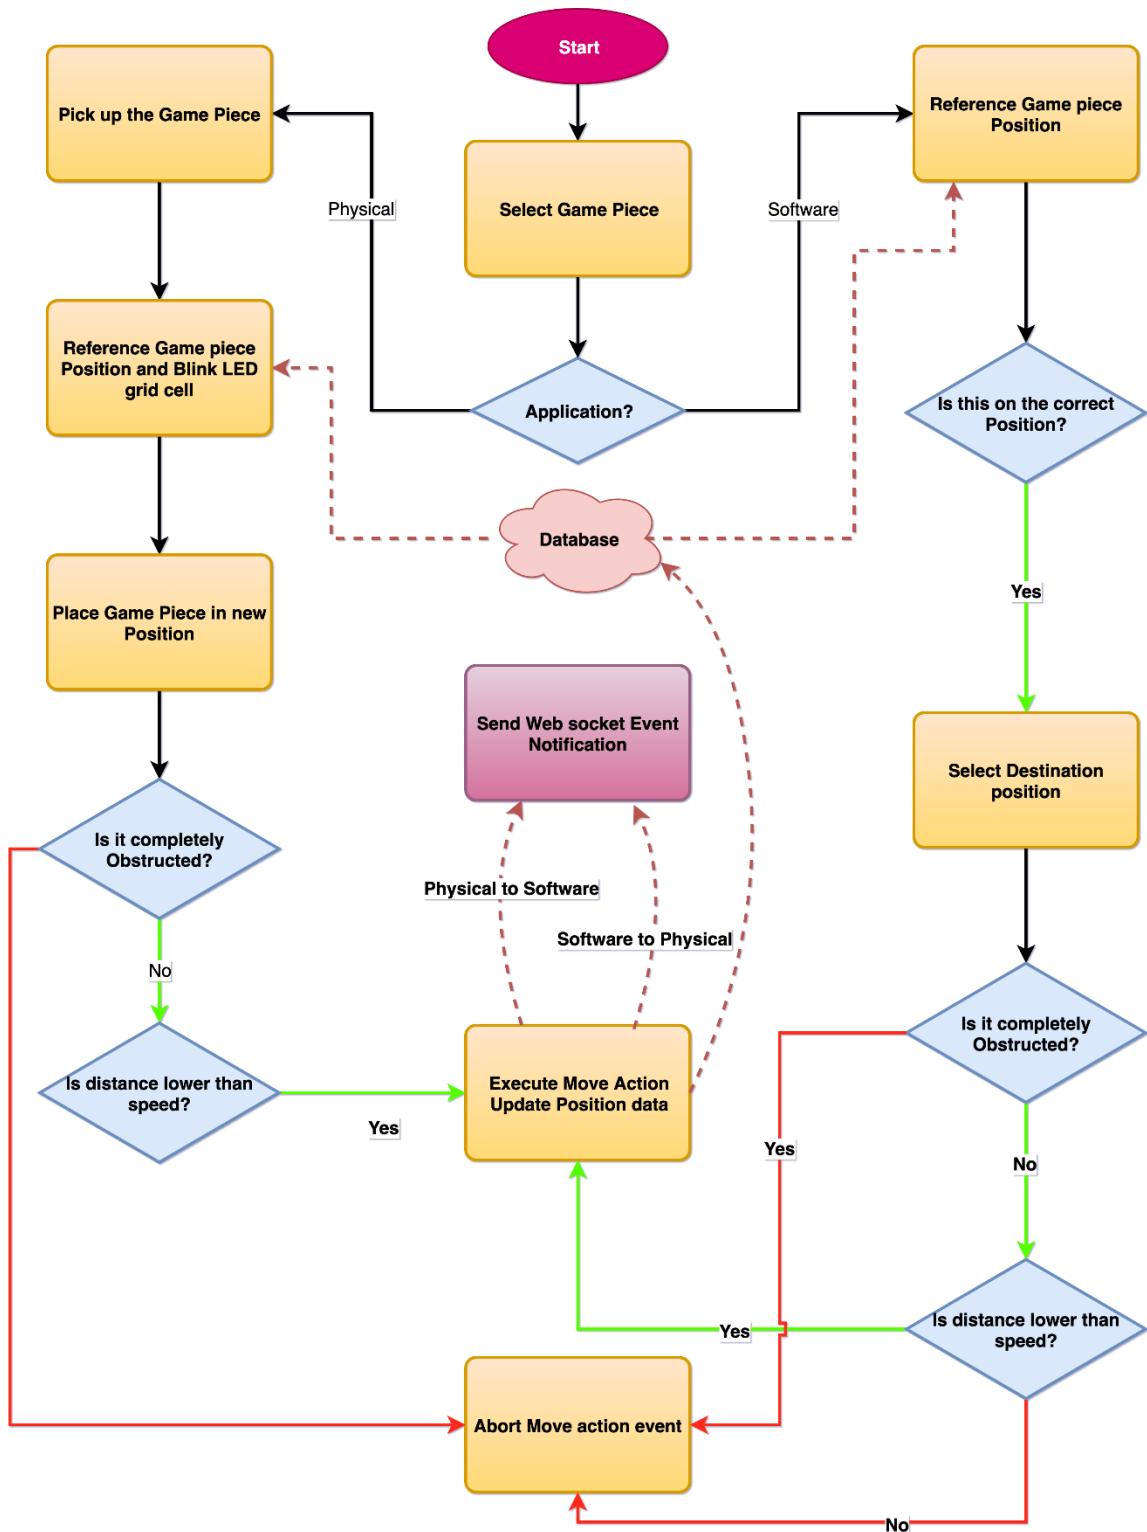 Start
Pick up the Game Piece
Reference Game piece
Position
Select Game Piece
Physical
Software
Reference Game piece
Position and Blink LED
grid cell
Application?
Is this on the correct
Position?
Database
Yes
Place Game Piece in new
Position
Send Web socket Event
Notification
Select Destination
position
Is it completely
Obstructed?
Physical to Software
Software to Physical
No
Is it completely
Obstructed?
Is distance lower than
speed?
Execute Move Action
Update Position data
Yes
Yes
No
Is distance lower than
speed?
Yes
Abort Move action event
No